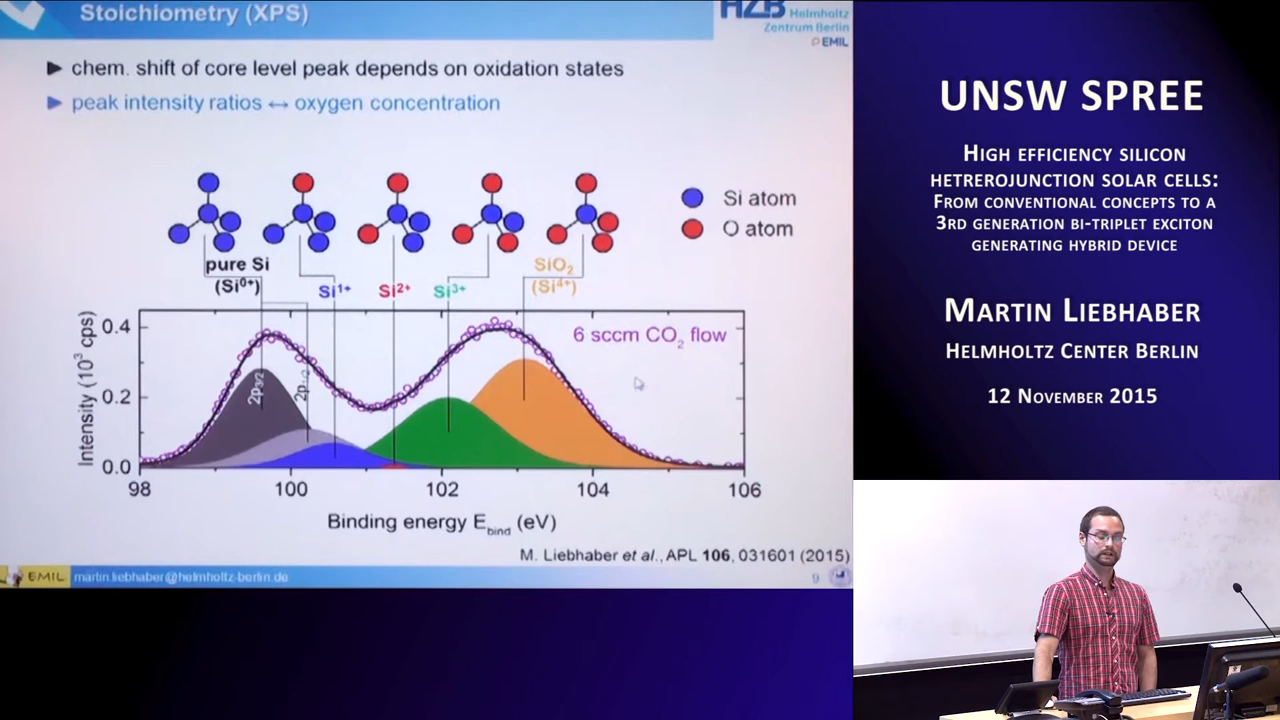 Stoichiometry (XPS)
HZB Helmholtz
Zentrum Berlin
EMIL
chem. shift of core level peak depends on oxidation states
peak intensity ratios ↔ oxygen concentration
Si atom
O atom
pure Si
(Si⁰⁺)
Si¹⁺
Si²⁺
Si³⁺
SiO₂
(Si⁴⁺)
6 sccm CO₂ flow
2p3/2
2p1/2
Intensity (10³ cps)
0.4
0.2
0.0
98 100 102 104 106
Binding energy E_bind (eV)
M. Liebhaber et al., APL 106, 031601 (2015)
EMIL martin.liebhaber@helmholtz-berlin.de 9
UNSW SPREE
High efficiency silicon
hetrerojunction solar cells:
From conventional concepts to a
3rd generation bi-triplet exciton
generating hybrid device
Martin Liebhaber
Helmholtz Center Berlin
12 November 2015